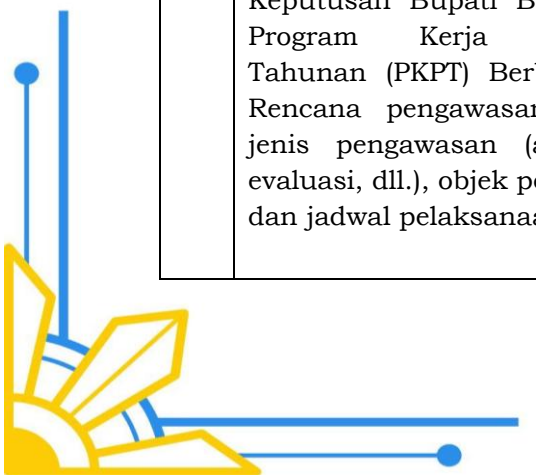 Keputusan Bupati B
Program Kerja
Tahunan (PKPT) Ber
Rencana pengawasan
jenis pengawasan (a
evaluasi, dll.), objek pe
dan jadwal pelaksanaa